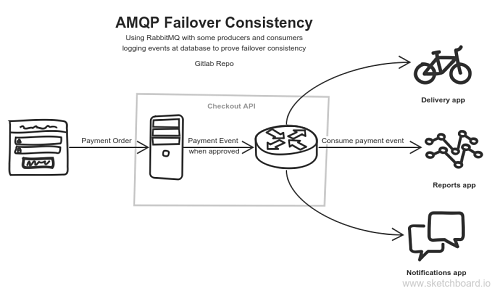 AMQP Failover Consistency
Using RabbitMQ with some producers and consumers
logging events at database to prove failover consistency
Gitlab Repo
Checkout API
Payment Order
Payment Event
when approved
Consume payment event
Delivery app
Reports app
Notifications app
www.sketchboard.io